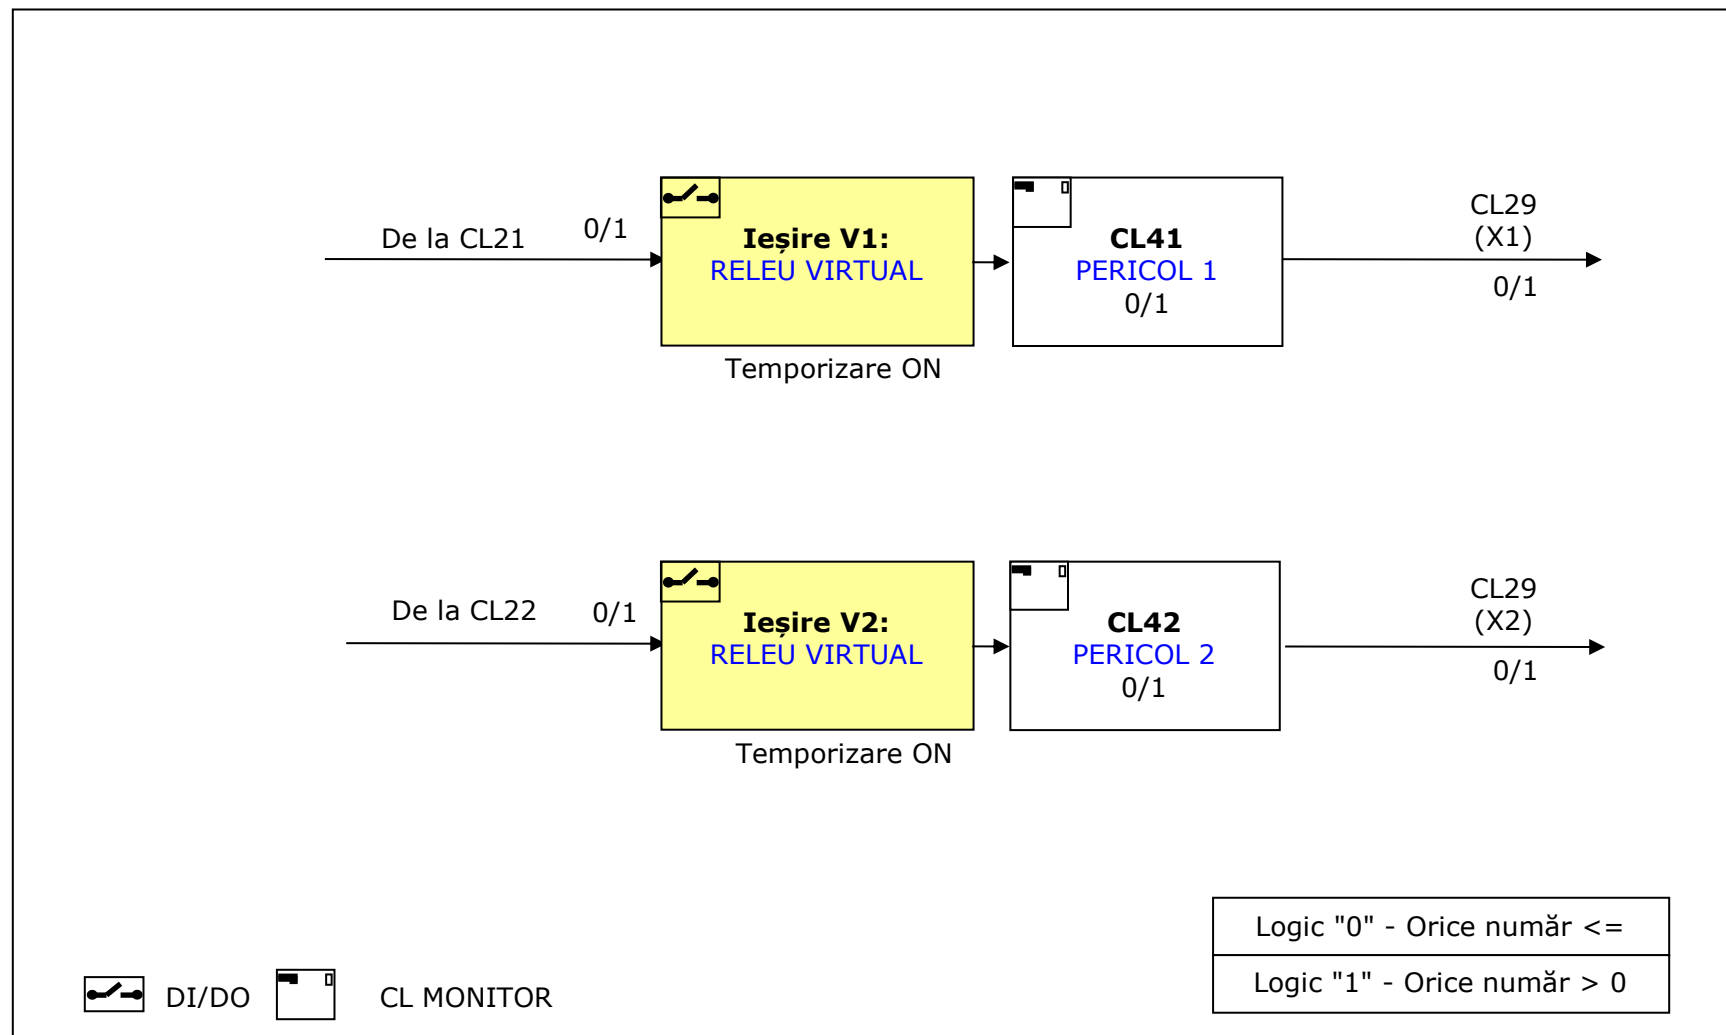 De la CL21
0/1
Ieșire V1:
RELEU VIRTUAL
Temporizare ON
CL41
PERICOL 1
0/1
CL29
(X1)
0/1
De la CL22
0/1
Ieșire V2:
RELEU VIRTUAL
Temporizare ON
CL42
PERICOL 2
0/1
CL29
(X2)
0/1
Logic "0" - Orice număr <=
Logic "1" - Orice număr > 0
DI/DO
CL MONITOR